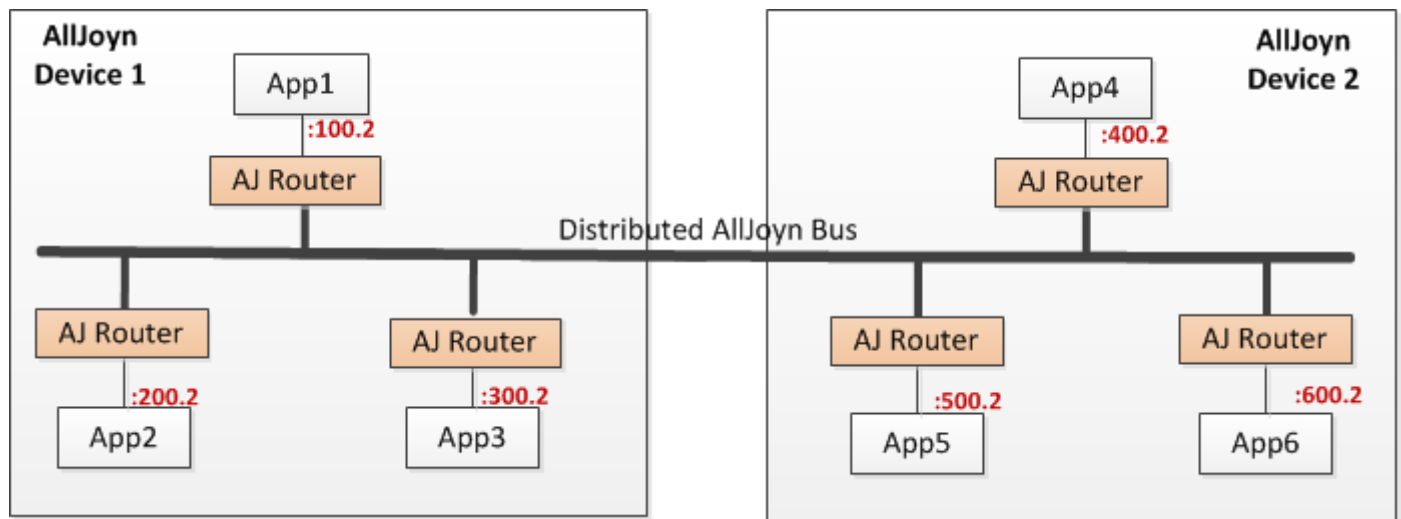 AllJoyn
Device 1
App1
:100.2
AJ Router
AJ Router
:200.2
App2
AJ Router
:300.2
App3
Distributed AllJoyn Bus
AllJoyn
Device 2
App4
:400.2
AJ Router
AJ Router
:500.2
App5
AJ Router
:600.2
App6